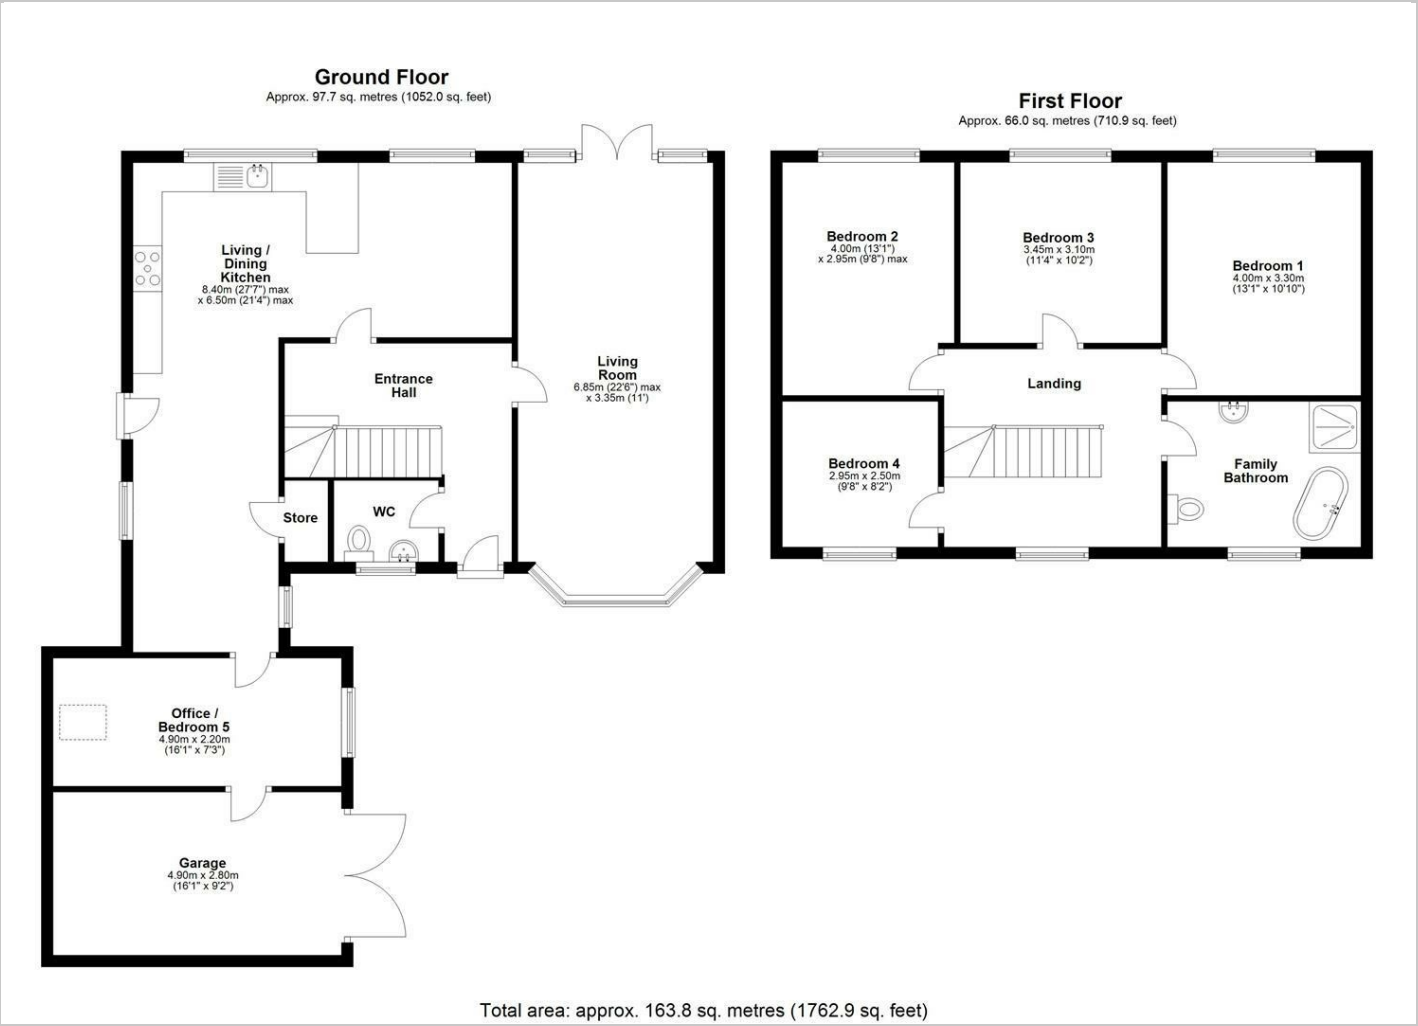 Ground Floor
Approx. 97.7 sq. metres (1052.0 sq. feet)
Living /
Dining
Kitchen
8.40m (27'7") max
x 6.50m (21'4") max
Entrance
Hall
Living
Room
6.85m (22'6") max
x 3.35m (11')
Store
WC
Office /
Bedroom 5
4.90m x 2.20m
(16'1" x 7'3")
Garage
4.90m x 2.80m
(16'1" x 9'2")
First Floor
Approx. 66.0 sq. metres (710.9 sq. feet)
Bedroom 2
4.00m (13'1")
x 2.95m (9'8") max
Bedroom 3
3.45m x 3.10m
(11'4" x 10'2")
Bedroom 1
4.00m x 3.30m
(13'1" x 10'10")
Landing
Bedroom 4
2.95m x 2.50m
(9'8" x 8'2")
Family
Bathroom
Total area: approx. 163.8 sq. metres (1762.9 sq. feet)